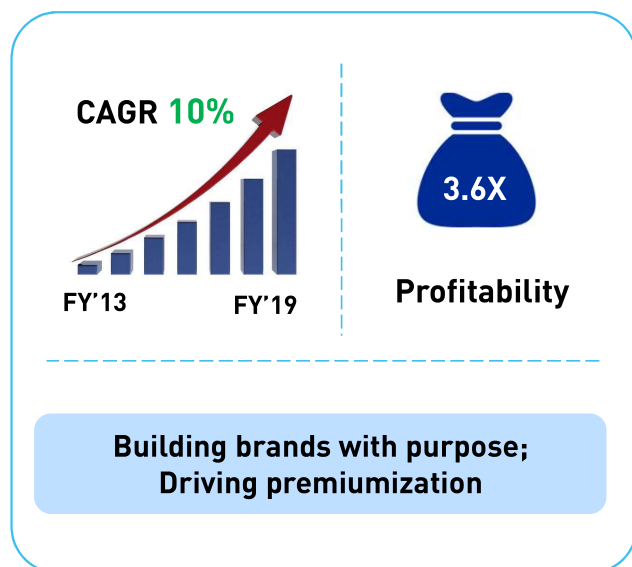 CAGR 10%
FY'13
FY'19
3.6X
Profitability
Building brands with purpose;
Driving premiumization